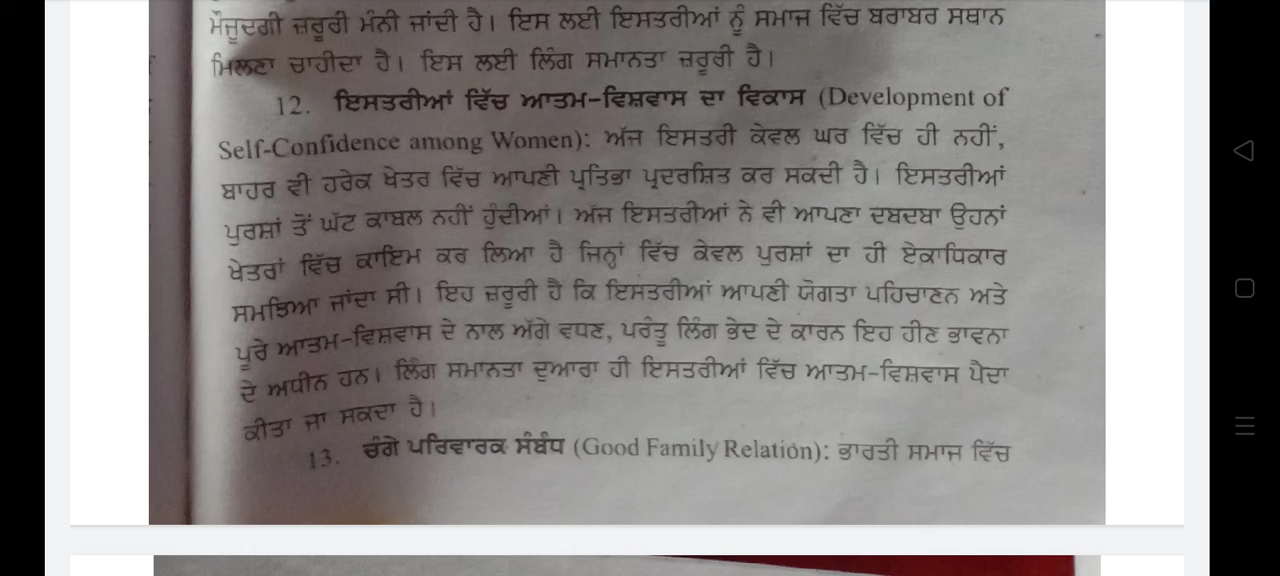 ਮੌਜੂਦਗੀ ਜ਼ਰੂਰੀ ਮੰਨੀ ਜਾਂਦੀ ਹੈ। ਇਸ ਲਈ ਇਸਤਰੀਆਂ ਨੂੰ ਸਮਾਜ ਵਿੱਚ ਬਰਾਬਰ ਸਥਾਨ
ਮਿਲਣਾ ਚਾਹੀਦਾ ਹੈ। ਇਸ ਲਈ ਲਿੰਗ ਸਮਾਨਤਾ ਜ਼ਰੂਰੀ ਹੈ।
12. ਇਸਤਰੀਆਂ ਵਿੱਚ ਆਤਮ-ਵਿਸ਼ਵਾਸ ਦਾ ਵਿਕਾਸ (Development of
Self-Confidence among Women): ਅੱਜ ਇਸਤਰੀ ਕੇਵਲ ਘਰ ਵਿੱਚ ਹੀ ਨਹੀਂ,
ਬਾਹਰ ਵੀ ਹਰੇਕ ਖੇਤਰ ਵਿੱਚ ਆਪਣੀ ਪ੍ਰਤਿਭਾ ਪ੍ਰਦਰਸ਼ਿਤ ਕਰ ਸਕਦੀ ਹੈ। ਇਸਤਰੀਆਂ
ਪੁਰਸ਼ਾਂ ਤੋਂ ਘੱਟ ਕਾਬਲ ਨਹੀਂ ਹੁੰਦੀਆਂ। ਅੱਜ ਇਸਤਰੀਆਂ ਨੇ ਵੀ ਆਪਣਾ ਦਬਦਬਾ ਉਹਨਾਂ
ਖੇਤਰਾਂ ਵਿੱਚ ਕਾਇਮ ਕਰ ਲਿਆ ਹੈ ਜਿਨ੍ਹਾਂ ਵਿੱਚ ਕੇਵਲ ਪੁਰਸ਼ਾਂ ਦਾ ਹੀ ਏਕਾਧਿਕਾਰ
ਸਮਝਿਆ ਜਾਂਦਾ ਸੀ। ਇਹ ਜ਼ਰੂਰੀ ਹੈ ਕਿ ਇਸਤਰੀਆਂ ਆਪਣੀ ਯੋਗਤਾ ਪਹਿਚਾਣਨ ਅਤੇ
ਪੂਰੇ ਆਤਮ-ਵਿਸ਼ਵਾਸ ਦੇ ਨਾਲ ਅੱਗੇ ਵਧਣ, ਪਰੰਤੂ ਲਿੰਗ ਭੇਦ ਦੇ ਕਾਰਨ ਇਹ ਹੀਣ ਭਾਵਨਾ
ਦੇ ਅਧੀਨ ਹਨ। ਲਿੰਗ ਸਮਾਨਤਾ ਦੁਆਰਾ ਹੀ ਇਸਤਰੀਆਂ ਵਿੱਚ ਆਤਮ-ਵਿਸ਼ਵਾਸ ਪੈਦਾ
ਕੀਤਾ ਜਾ ਸਕਦਾ ਹੈ।
13. ਚੰਗੇ ਪਰਿਵਾਰਕ ਸੰਬੰਧ (Good Family Relation): ਭਾਰਤੀ ਸਮਾਜ ਵਿੱਚ